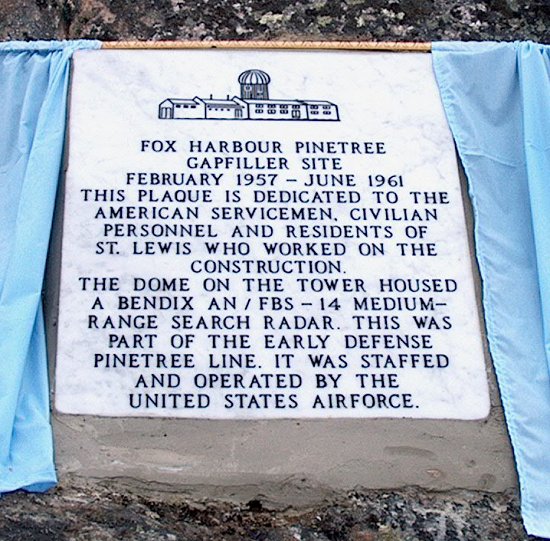 FOX HARBOUR PINETREE
GAPFILLER SITE
FEBRUARY 1957 - JUNE 1961
THIS PLAQUE IS DEDICATED TO THE
AMERICAN SERVICEMEN, CIVILIAN
PERSONNEL AND RESIDENTS OF
ST. LEWIS WHO WORKED ON THE
CONSTRUCTION.
THE DOME ON THE TOWER HOUSED
A BENDIX AN / FBS - 14 MEDIUM-
RANGE SEARCH RADAR. THIS WAS
PART OF THE EARLY DEFENSE
PINETREE LINE. IT WAS STAFFED
AND OPERATED BY THE
UNITED STATES AIRFORCE.